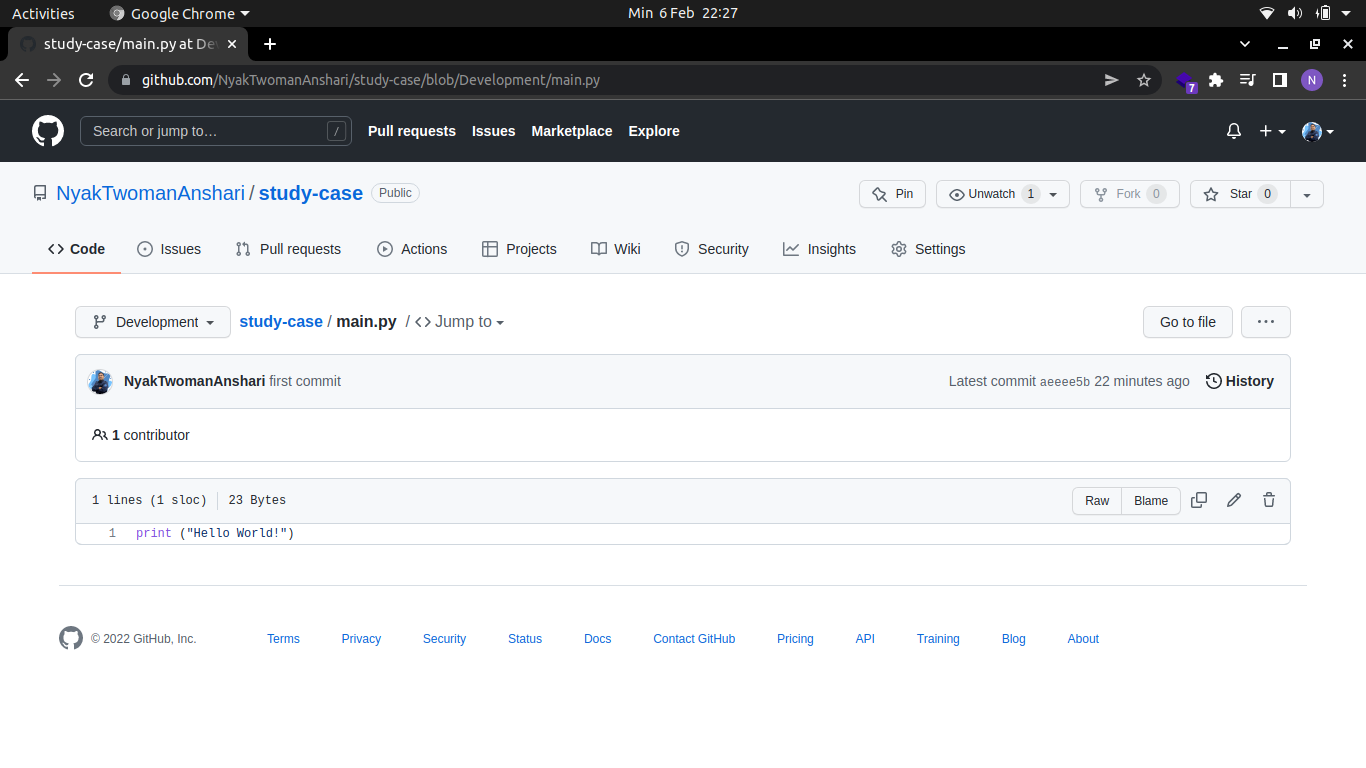 Activities Google Chrome Min 6 Feb 22:27
study-case/main.py at De
github.com/NyakTwomanAnshari/study-case/blob/Development/main.py 7 N
Search or jump to… / Pull requests Issues Marketplace Explore
NyakTwomanAnshari / study-case Public Pin Unwatch 1 Fork 0 Star 0
Code Issues Pull requests Actions Projects Wiki Security Insights Settings
Development study-case / main.py / <> Jump to Go to file ...
NyakTwomanAnshari first commit Latest commit aeeee5b 22 minutes ago History
1 contributor
1 lines (1 sloc) 23 Bytes Raw Blame
1 print ("Hello World!")
© 2022 GitHub, Inc. Terms Privacy Security Status Docs Contact GitHub Pricing API Training Blog About